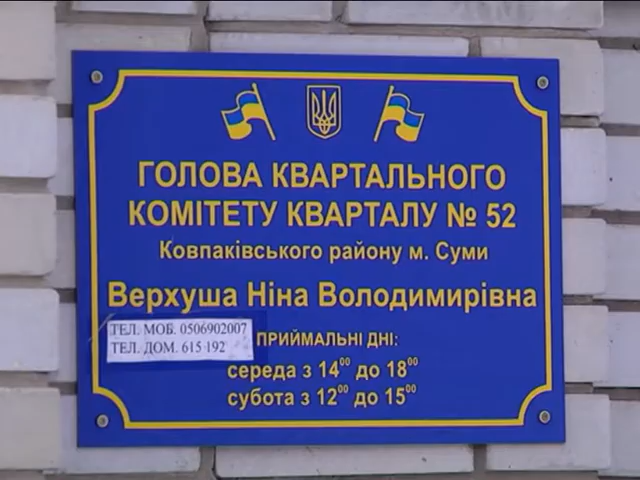 ГОЛОВА КВАРТАЛЬНОГО
КОМІТЕТУ КВАРТАЛУ № 52
Ковпаківського району м. Суми
Верхуша Ніна Володимирівна
ТЕЛ. МОБ. 0506902007
ТЕЛ. ДОМ. 615 192
ПРИЙМАЛЬНІ ДНІ:
середа з 14⁰⁰ до 18⁰⁰
субота з 12⁰⁰ до 15⁰⁰